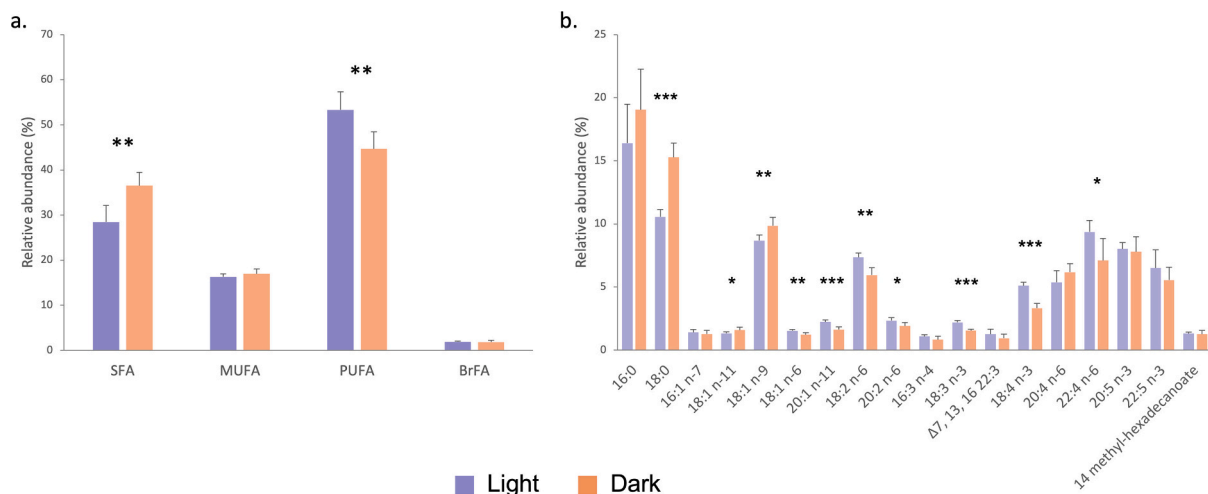 a.
Relative abundance (%)
70
60
50
40
30
20
10
0
**
**
SFA
MUFA
PUFA
BrFA
b.
Relative abundance (%)
25
20
15
10
5
0
***
*
**
**
***
**
*
***
***
*
16:0
18:0
16:1 n-7
18:1 n-11
18:1 n-9
18:1 n-6
20:1 n-11
18:2 n-6
20:2 n-6
16:3 n-4
18:3 n-3
Δ7, 13, 16 22:3
18:4 n-3
20:4 n-6
22:4 n-6
20:5 n-3
22:5 n-3
14 methyl-hexadecanoate
Light
Dark